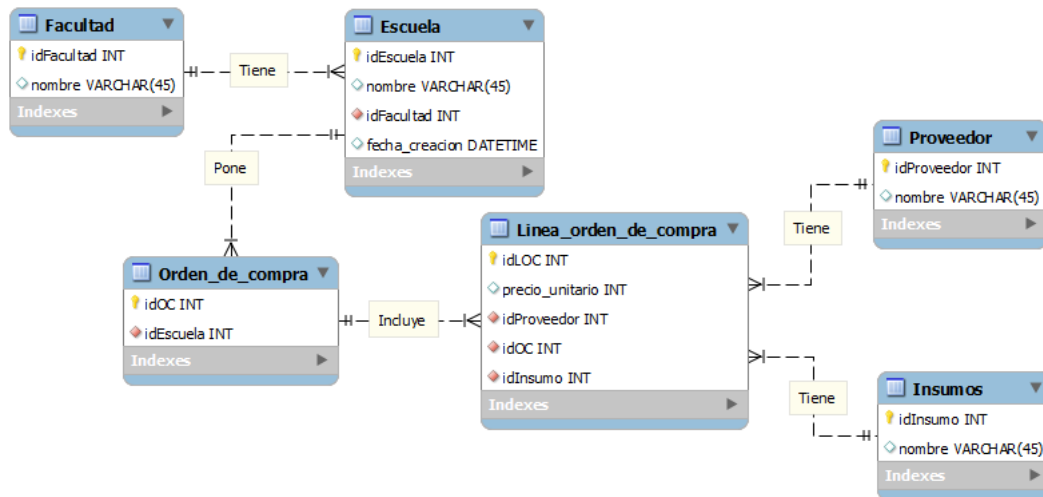 Facultad
idFacultad INT
nombre VARCHAR(45)
Indexes
Tiene
Escuela
idEscuela INT
nombre VARCHAR(45)
idFacultad INT
fecha_creacion DATETIME
Indexes
Pone
Orden_de_compra
idOC INT
idEscuela INT
Indexes
Incluye
Linea_orden_de_compra
idLOC INT
precio_unitario INT
idProveedor INT
idOC INT
idInsumo INT
Indexes
Tiene
Proveedor
idProveedor INT
nombre VARCHAR(45)
Indexes
Tiene
Insumos
idInsumo INT
nombre VARCHAR(45)
Indexes